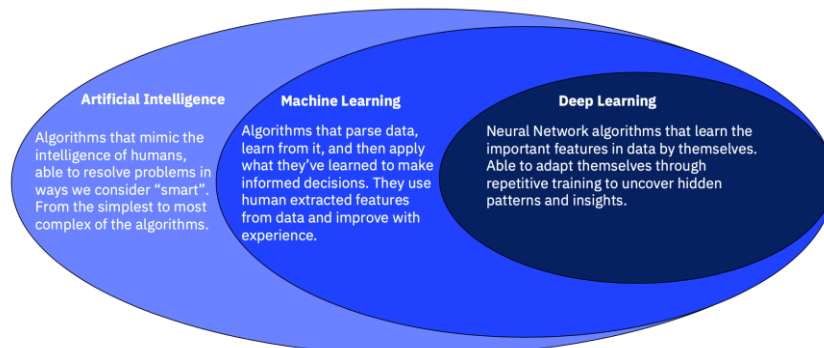 Artificial Intelligence
Algorithms that mimic the
intelligence of humans,
able to resolve problems in
ways we consider “smart”.
From the simplest to most
complex of the algorithms.
Machine Learning
Algorithms that parse data,
learn from it, and then apply
what they’ve learned to make
informed decisions. They use
human extracted features
from data and improve with
experience.
Deep Learning
Neural Network algorithms that learn the
important features in data by themselves.
Able to adapt themselves through
repetitive training to uncover hidden
patterns and insights.